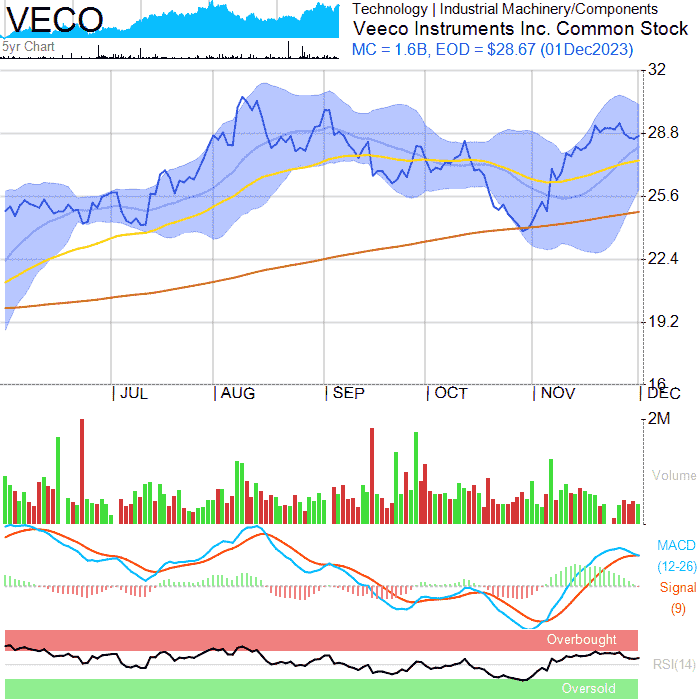 VECO
5yr Chart
Technology | Industrial Machinery/Components
Veeco Instruments Inc. Common Stock
MC = 1.6B, EOD = $28.67 (01Dec2023)
32
28.8
25.6
22.4
19.2
16
| JUL | AUG | SEP | OCT | NOV | DEC
2M
Volume
MACD
(12-26)
Signal
(9)
Overbought
RSI(14)
Oversold